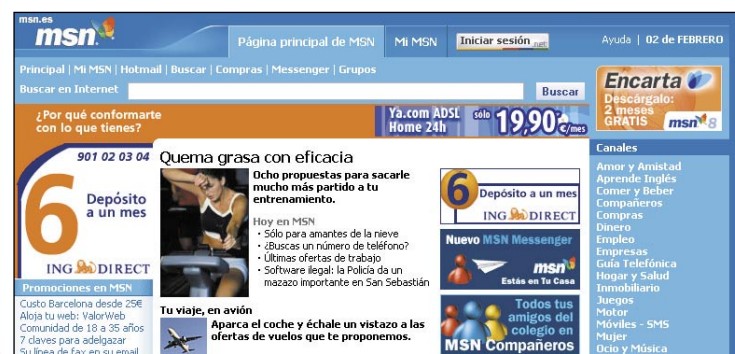 msn.es
msn
Página principal de MSN
Mi MSN
Iniciar sesión .net
Ayuda | 02 de FEBRERO
Principal | Mi MSN | Hotmail | Buscar | Compras | Messenger | Grupos
Buscar en Internet
Buscar
Encarta
Descárgalo:
2 meses
GRATIS
msn 8
¿Por qué conformarte
con lo que tienes?
Ya.com ADSL
Home 24h
sólo 19,90 €/mes
901 02 03 04
6
Depósito
a un mes
ING DIRECT
Promociones en MSN
Custo Barcelona desde 25€
Aloja tu web: ValorWeb
Comunidad de 18 a 35 años
7 claves para adelgazar
Su línea de fax en su email
Quema grasa con eficacia
Ocho propuestas para sacarle
mucho más partido a tu
entrenamiento.
Hoy en MSN
· Sólo para amantes de la nieve
· ¿Buscas un número de teléfono?
· Últimas ofertas de trabajo
· Software ilegal: la Policía da un
mazazo importante en San Sebastián
Tu viaje, en avión
Aparca el coche y échale un vistazo a las
ofertas de vuelos que te proponemos.
6
Depósito a un mes
ING DIRECT
Nuevo MSN Messenger
msn
Estás en Tu Casa
Todos tus
amigos del
colegio en
MSN Compañeros
Canales
Amor y Amistad
Aprende Inglés
Comer y Beber
Compañeros
Compras
Dinero
Empleo
Empresas
Guía Telefónica
Hogar y Salud
Inmobiliario
Juegos
Motor
Móviles - SMS
Mujer
Ocio y Música